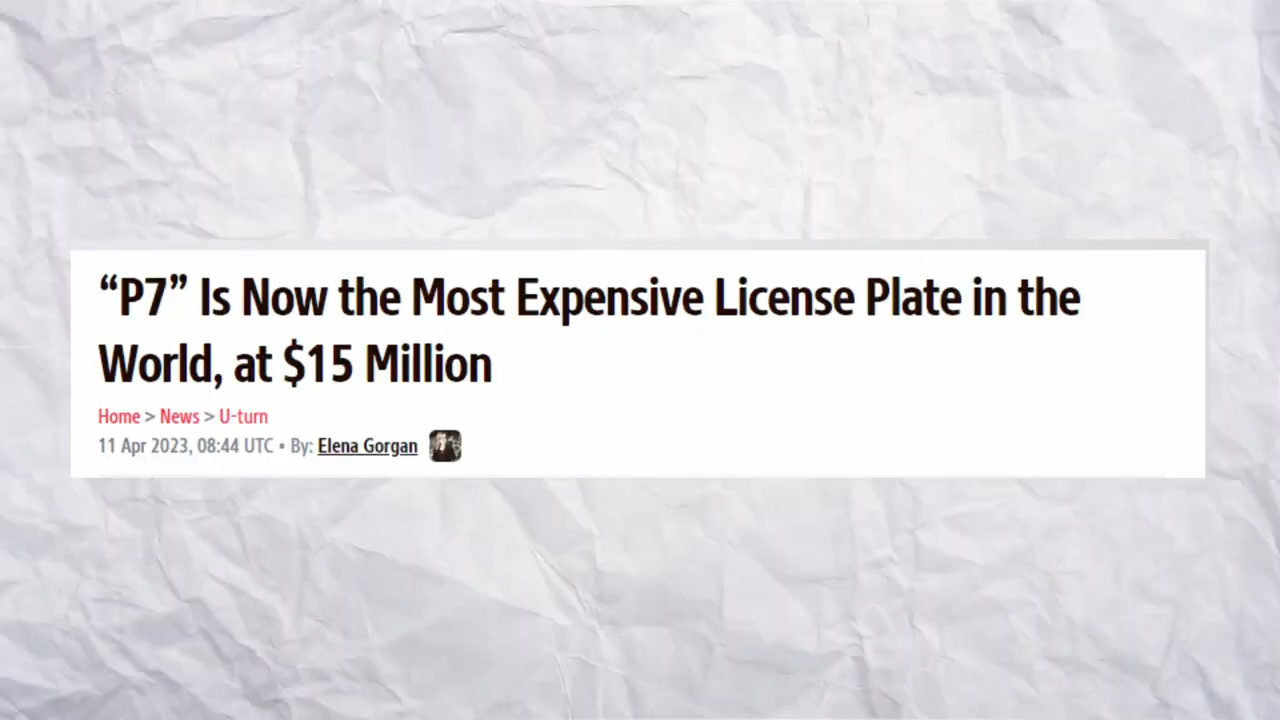 “P7” Is Now the Most Expensive License Plate in the
World, at $15 Million
Home > News > U-turn
11 Apr 2023, 08:44 UTC • By: Elena Gorgan